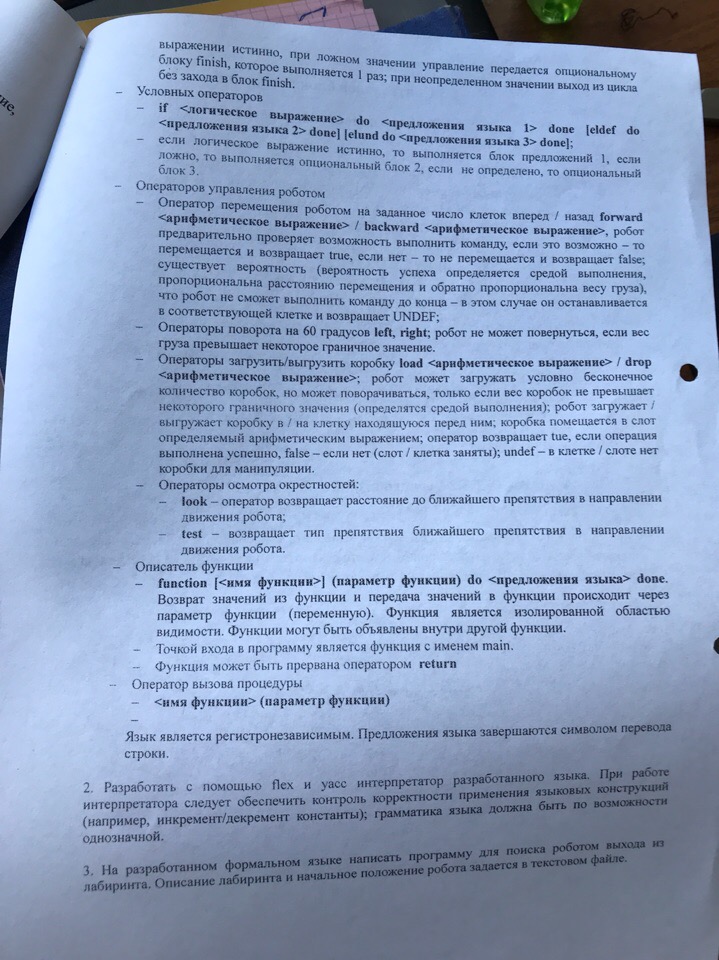 ие,
выражении истинно, при ложном значении управление передается опциональному
блоку finish, которое выполняется 1 раз; при неопределенном значении выход из цикла
без захода в блок finish.
– Условных операторов
– if <логическое выражение> do <предложения языка 1> done [eldef do
<предложения языка 2> done] [elund do <предложения языка 3> done];
– если логическое выражение истинно, то выполняется блок предложений 1, если
ложно, то выполняется опциональный блок 2, если не определено, то опциональный
блок 3.
– Операторов управления роботом
– Оператор перемещения роботом на заданное число клеток вперед / назад forward
<арифметическое выражение> / backward <арифметическое выражение>, робот
предварительно проверяет возможность выполнить команду, если это возможно – то
перемещается и возвращает true, если нет – то не перемещается и возвращает false;
существует вероятность (вероятность успеха определяется средой выполнения,
пропорциональна расстоянию перемещения и обратно пропорциональна весу груза),
что робот не сможет выполнить команду до конца – в этом случае он останавливается
в соответствующей клетке и возвращает UNDEF;
– Операторы поворота на 60 градусов left, right; робот не может повернуться, если вес
груза превышает некоторое граничное значение.
– Операторы загрузить/выгрузить коробку load <арифметическое выражение> / drop
<арифметическое выражение>; робот может загружать условно бесконечное
количество коробок, но может поворачиваться, только если вес коробок не превышает
некоторого граничного значения (определятся средой выполнения); робот загружает /
выгружает коробку в / на клетку находящуюся перед ним; коробка помещается в слот
определяемый арифметическим выражением; оператор возвращает tue, если операция
выполнена успешно, false – если нет (слот / клетка заняты); undef – в клетке / слоте нет
коробки для манипуляции.
– Операторы осмотра окрестностей:
– look – оператор возвращает расстояние до ближайшего препятствия в направлении
движения робота;
– test – возвращает тип препятствия ближайшего препятствия в направлении
движения робота.
– Описатель функции
– function [<имя функции>] (параметр функции) do <предложения языка> done.
Возврат значений из функции и передача значений в функции происходит через
параметр функции (переменную). Функция является изолированной областью
видимости. Функции могут быть объявлены внутри другой функции.
– Точкой входа в программу является функция с именем main.
– Функция может быть прервана оператором return
– Оператор вызова процедуры
– <имя функции> (параметр функции)
–
Язык является регистронезависимым. Предложения языка завершаются символом перевода
строки.
2. Разработать с помощью flex и yacc интерпретатор разработанного языка. При работе
интерпретатора следует обеспечить контроль корректности применения языковых конструкций
(например, инкремент/декремент константы); грамматика языка должна быть по возможности
однозначной.
3. На разработанном формальном языке написать программу для поиска роботом выхода из
лабиринта. Описание лабиринта и начальное положение робота задается в текстовом файле.